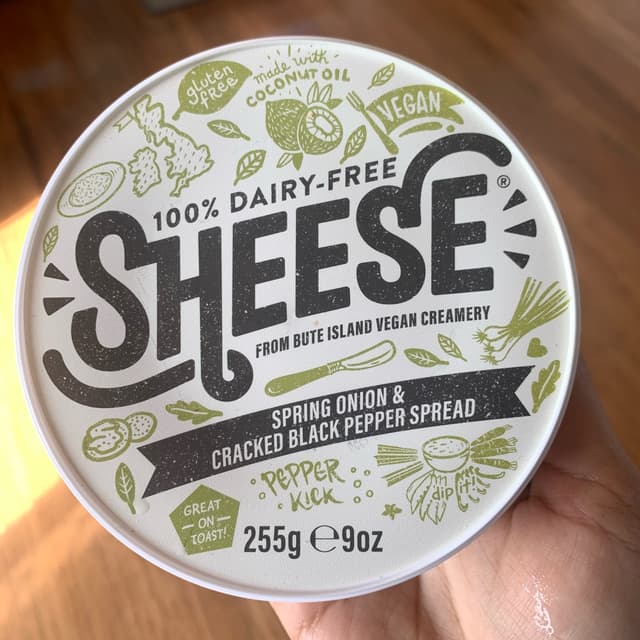 gluten
free
made with
COCONUT OIL
VEGAN
100% DAIRY-FREE
SHEESE®
FROM BUTE ISLAND VEGAN CREAMERY
SPRING ONION &
CRACKED BLACK PEPPER SPREAD
PEPPER
KICK
dip it!
GREAT
— ON —
TOAST!
255g ℮ 9oz